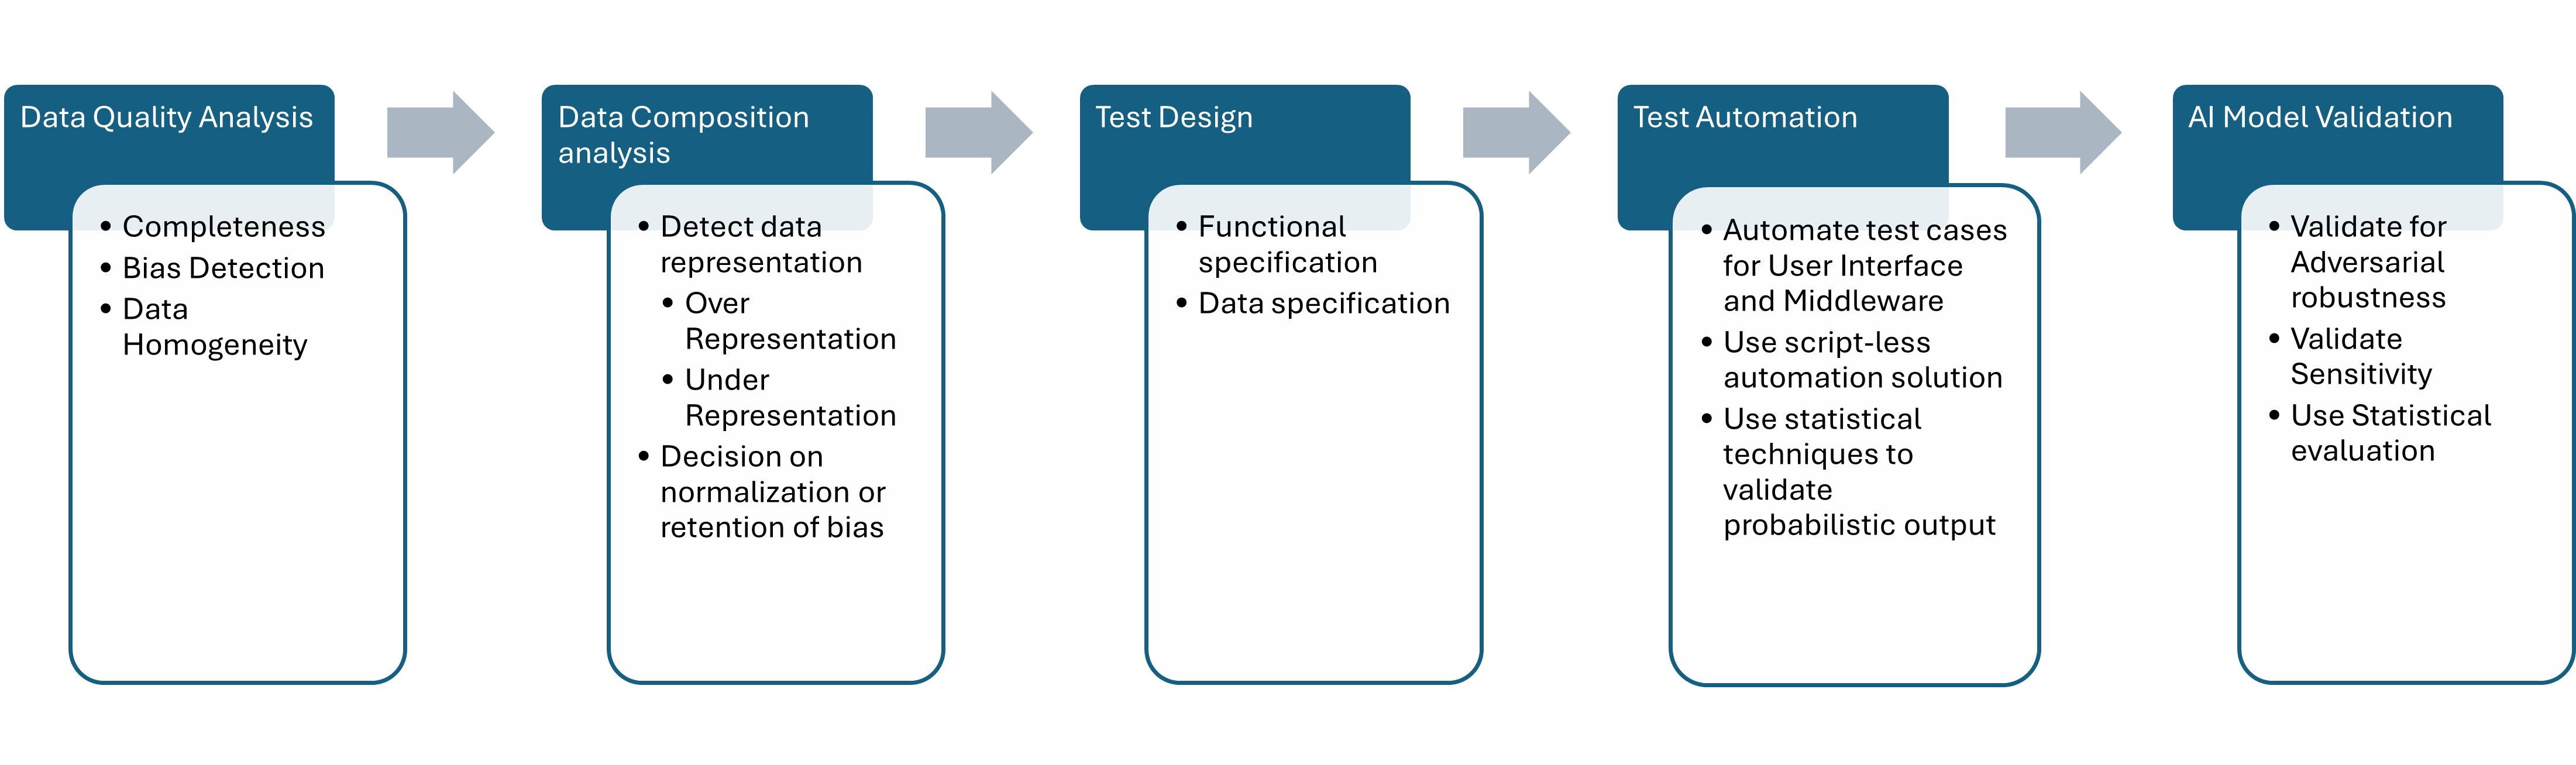 Data Quality Analysis
• Completeness
• Bias Detection
• Data
Homogeneity
Data Composition
analysis
• Detect data
representation
• Over
Representation
• Under
Representation
• Decision on
normalization or
retention of bias
Test Design
• Functional
specification
• Data specification
Test Automation
• Automate test cases
for User Interface
and Middleware
• Use script-less
automation solution
• Use statistical
techniques to
validate
probabilistic output
AI Model Validation
• Validate for
Adversarial
robustness
• Validate
Sensitivity
• Use Statistical
evaluation